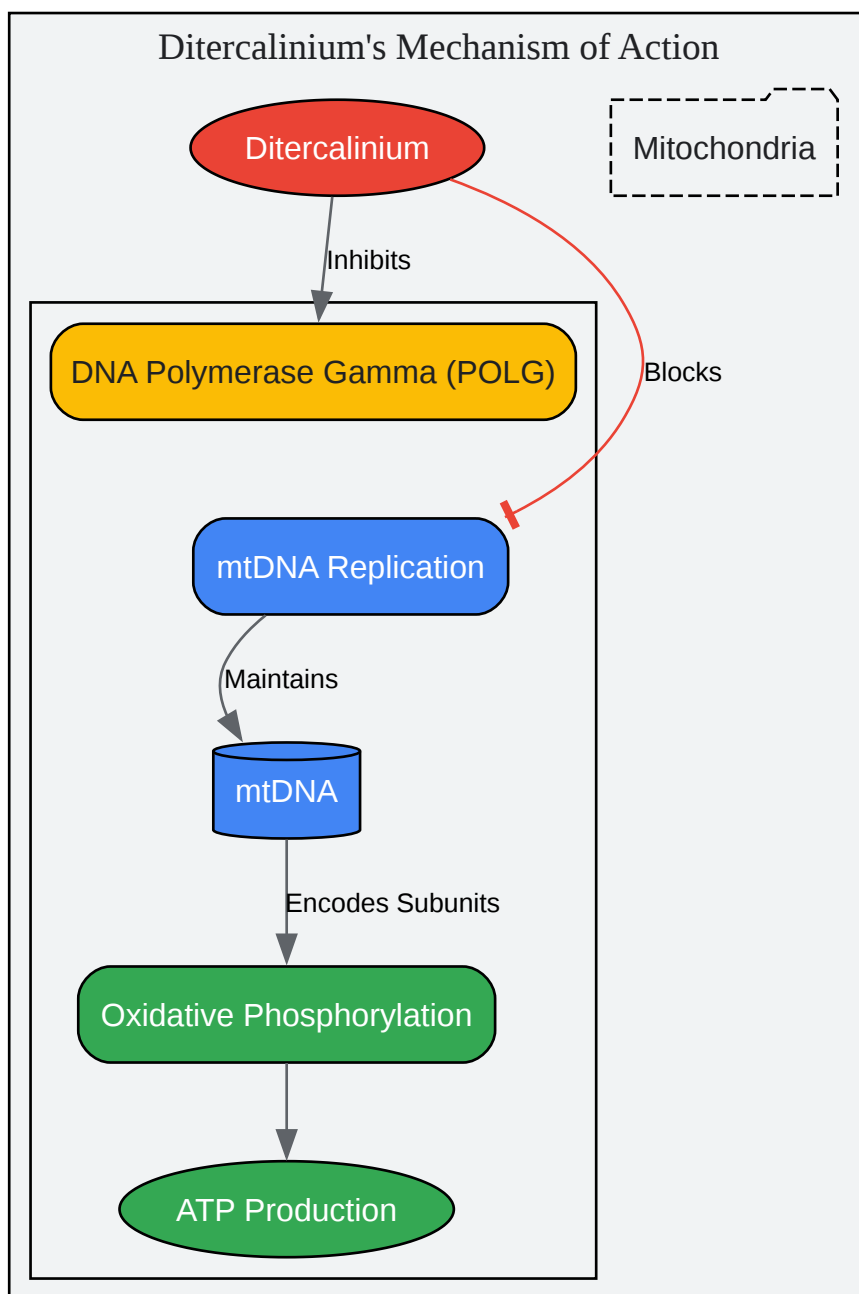 Ditercalinium's Mechanism of Action
Ditercalinium
Mitochondria
Inhibits
DNA Polymerase Gamma (POLG)
Blocks
mtDNA Replication
Maintains
mtDNA
Encodes Subunits
Oxidative Phosphorylation
ATP Production